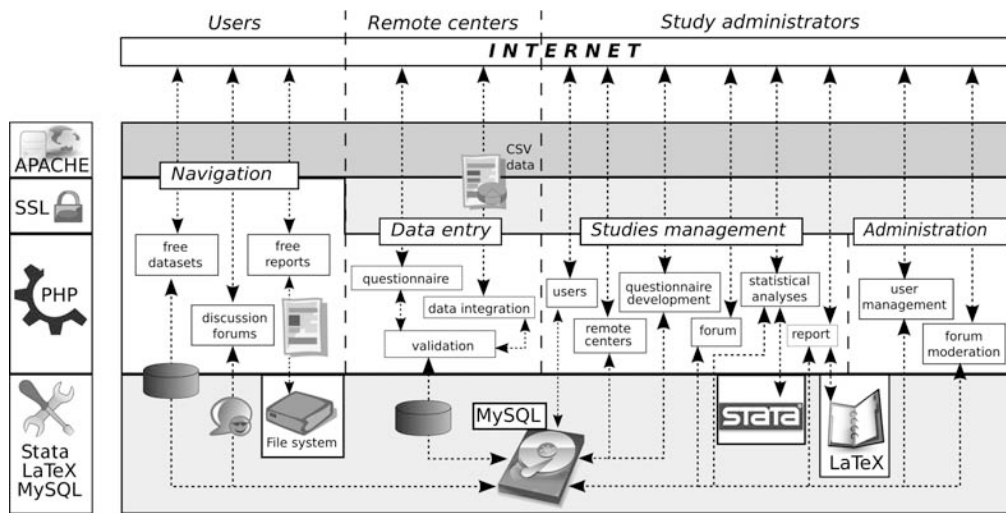 Users
Remote centers
Study administrators
INTERNET
APACHE
CSV
data
Navigation
SSL
Data entry
Studies management
Administration
free
datasets
free
reports
questionnaire
users
questionnaire
development
statistical
analyses
user
management
PHP
data integration
discussion
forums
remote
centers
forum
report
validation
forum
moderation
MySQL
STATA
File system
LaTeX
Stata
LaTeX
MySQL